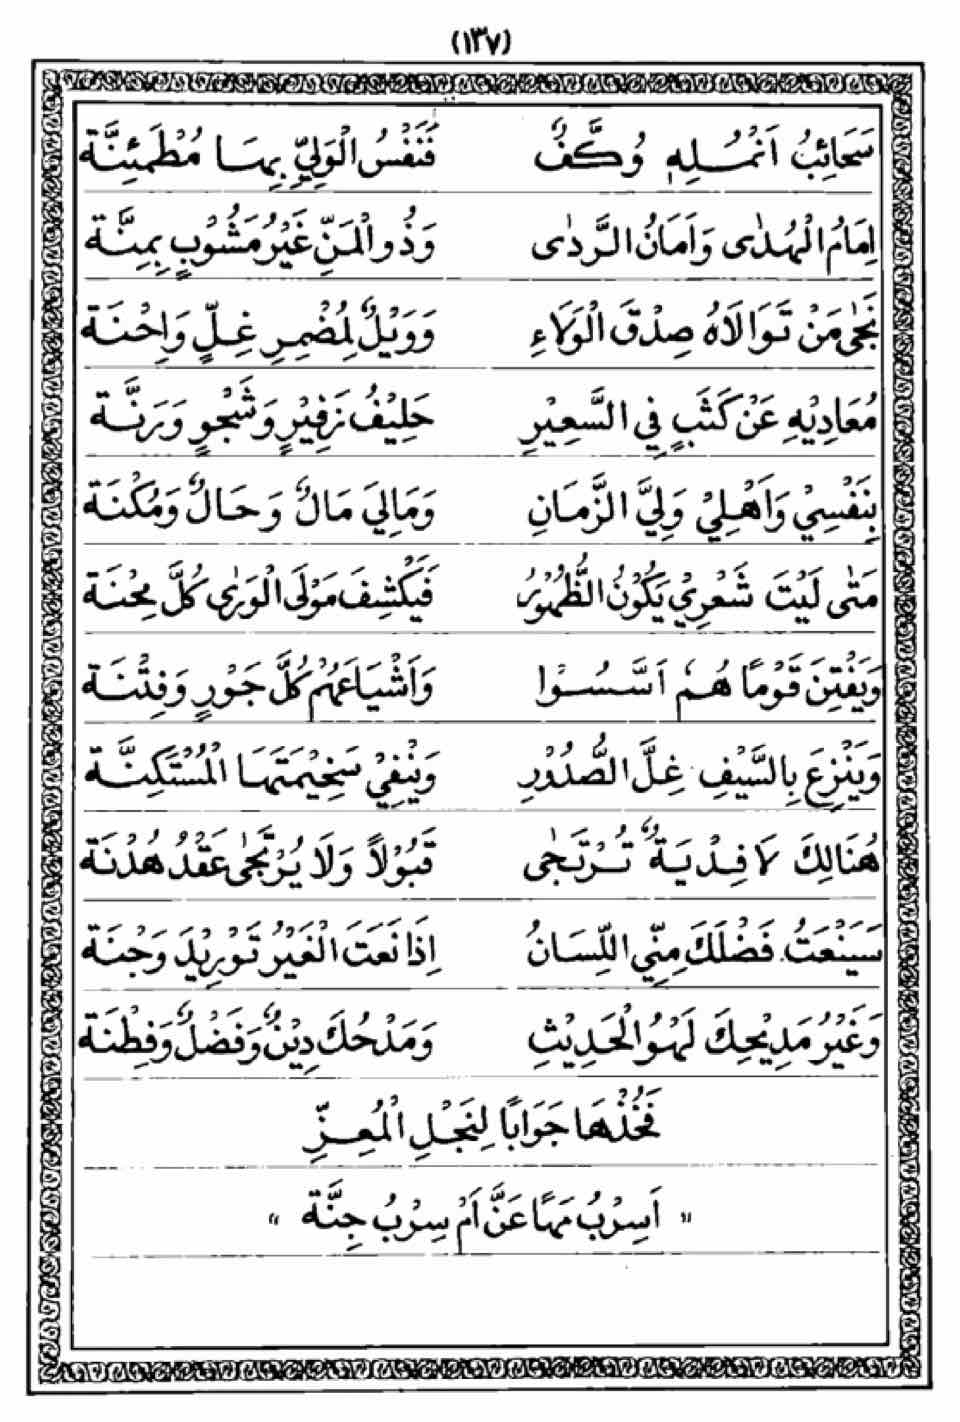 (١٣٧)
سَحَائِبُ اَنْمُلِهِ وُكَّفٌ فَنَفْسُ الْوَلِيِّ بِهَا مُطْمَئِنَّة
اِمَامُ الْهُدٰى وَاَمَانُ الرَّدٰى وَذُو الْمَنِّ غَيْرُ مَشُوْبٍ بِمِنَّة
نَجٰى مَنْ تَوَالَاهُ صِدْقَ الْوَلَاءِ وَوَيْلٌ لِمُضْمِرِ غِلٍّ وَاِحْنَة
مُعَادِيْهِ عَنْ كَثَبٍ فِي السَّعِيْرِ حَلِيْفُ زَفِيْرٍ وَشَجْوٍ وَرَنَّة
بِنَفْسِيْ وَاَهْلِيْ وَلِيَّ الزَّمَانِ وَمَالِيَ مَالٌ وَحَالٌ وَمُكْنَة
مَتٰى لَيْتَ شَعْرِيْ يَكُوْنُ الظُّهُوْرُ فَيَكْشِفَ مَوْلَى الْوَرٰى كُلَّ مِحْنَة
وَيَفْتِنَ قَوْمًا هُمُ اَسَّسُوْا وَاَشْيَاعَهُمْ كُلَّ جَوْرٍ وَفِتْنَة
وَيَنْزِعَ بِالسَّيْفِ غِلَّ الصُّدُوْرِ وَيَنْفِيْ سَخِيْمَتَهَا الْمُسْتَكِنَّة
هُنَالِكَ لَا فِدْيَةٌ تُرْتَجٰى قَبُوْلًا وَلَا يُرْتَجٰى عَقْدُ هُدْنَة
سَيَنْعَتُ فَضْلَكَ مِنِّي اللِّسَانُ اِذَا نَعَتَ الْغَيْرُ تَوْرِيْدَ وَجْنَة
وَغَيْرُ مَدِيْحِكَ لَهْوُ الْحَدِيْثِ وَمَدْحُكَ دِيْنٌ وَفَضْلٌ وَفِطْنَة
فَخُذْهَا جَوَابًا لِنَجْلِ الْمُعِزِّ
" اَسِرْبُ مَهًا عَنَّ اَمْ سِرْبُ جِنَّة "